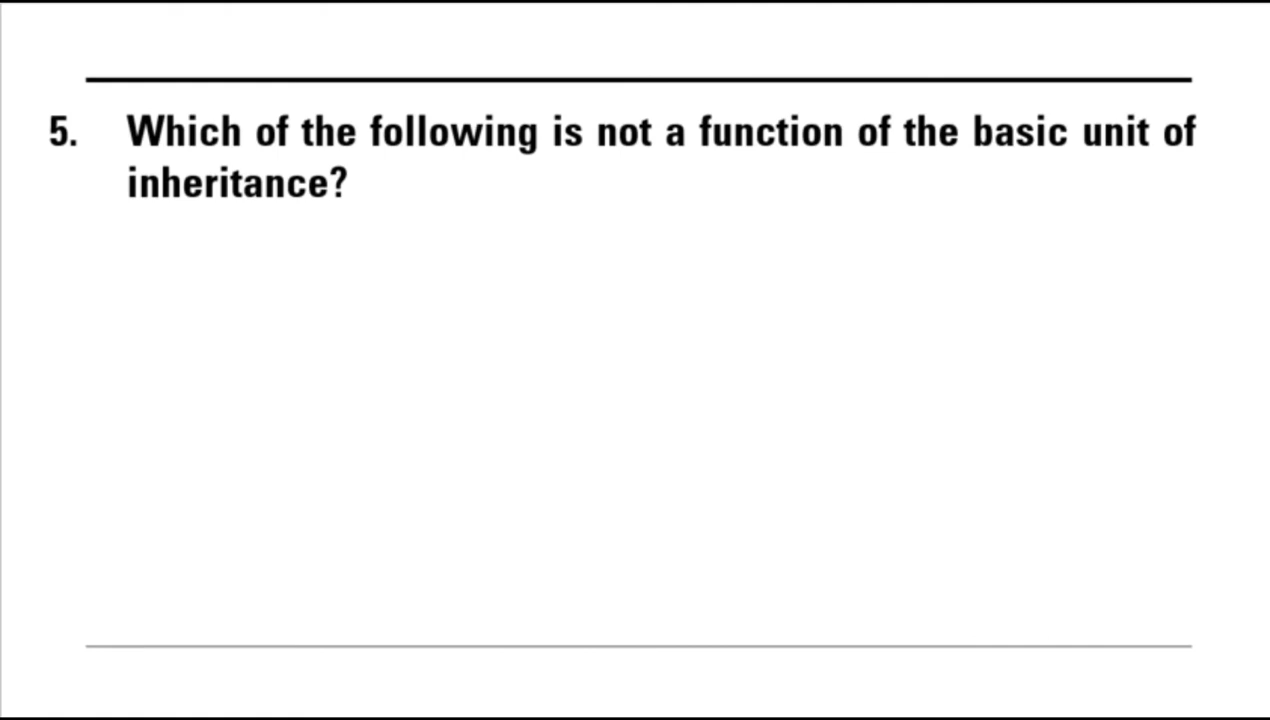 5. Which of the following is not a function of the basic unit of
inheritance?